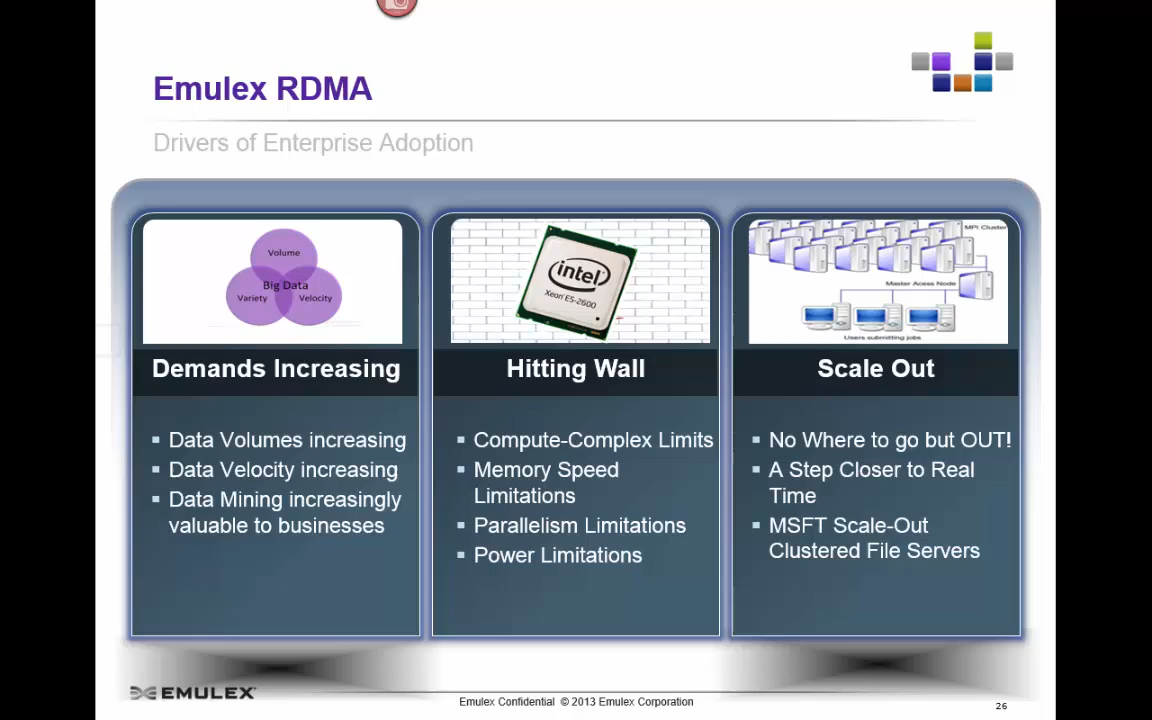 Emulex RDMA
Drivers of Enterprise Adoption
Volume
Big Data
Variety
Velocity
Demands Increasing
Data Volumes increasing
Data Velocity increasing
Data Mining increasingly
valuable to businesses
intel
Xeon E5-2600
Hitting Wall
Compute-Complex Limits
Memory Speed
Limitations
Parallelism Limitations
Power Limitations
MPI Cluster
Master Acess Node
Users submitting jobs
Scale Out
No Where to go but OUT!
A Step Closer to Real
Time
MSFT Scale-Out
Clustered File Servers
EMULEX
Emulex Confidential © 2013 Emulex Corporation
26